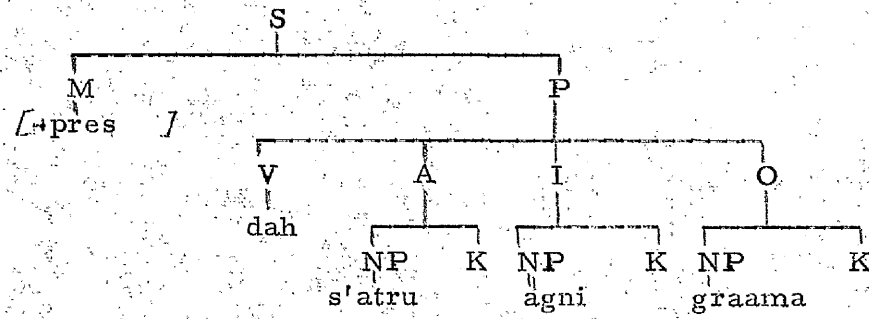 S
M P
[+pres ]
V A I O
dah
NP K NP K NP K
s'atru agni graama